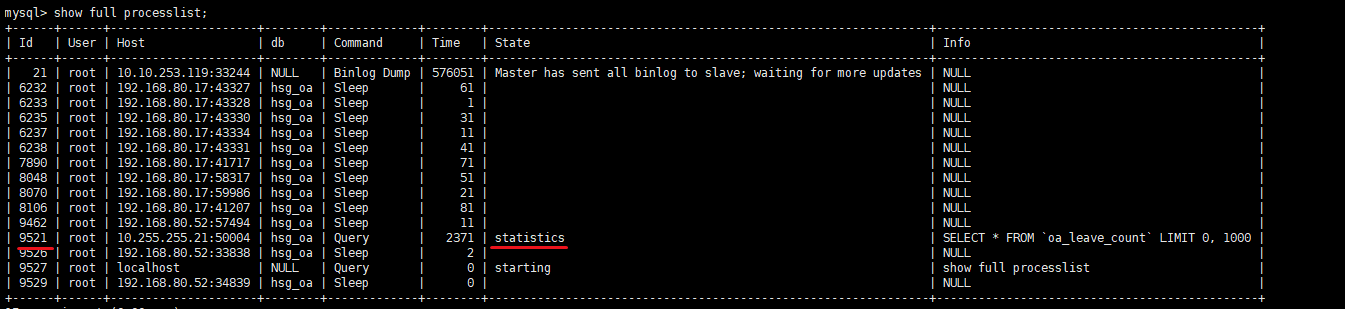 mysql> show full processlist;
+------+------+----------------------+--------+-------------+--------+---------------------------------------------------------------+----------------------------------------------+
| Id | User | Host | db | Command | Time | State | Info |
+------+------+----------------------+--------+-------------+--------+---------------------------------------------------------------+----------------------------------------------+
| 21 | root | 10.10.253.119:33244 | NULL | Binlog Dump | 576051 | Master has sent all binlog to slave; waiting for more updates | NULL |
| 6232 | root | 192.168.80.17:43327 | hsg_oa | Sleep | 61 | | NULL |
| 6233 | root | 192.168.80.17:43328 | hsg_oa | Sleep | 1 | | NULL |
| 6235 | root | 192.168.80.17:43330 | hsg_oa | Sleep | 31 | | NULL |
| 6237 | root | 192.168.80.17:43334 | hsg_oa | Sleep | 11 | | NULL |
| 6238 | root | 192.168.80.17:43331 | hsg_oa | Sleep | 41 | | NULL |
| 7890 | root | 192.168.80.17:41717 | hsg_oa | Sleep | 71 | | NULL |
| 8048 | root | 192.168.80.17:58317 | hsg_oa | Sleep | 51 | | NULL |
| 8070 | root | 192.168.80.17:59986 | hsg_oa | Sleep | 21 | | NULL |
| 8106 | root | 192.168.80.17:41207 | hsg_oa | Sleep | 81 | | NULL |
| 9462 | root | 192.168.80.52:57494 | hsg_oa | Sleep | 11 | | NULL |
| 9521 | root | 10.255.255.21:50004 | hsg_oa | Query | 2371 | statistics | SELECT * FROM `oa_leave_count` LIMIT 0, 1000 |
| 9526 | root | 192.168.80.52:33838 | hsg_oa | Sleep | 2 | | NULL |
| 9527 | root | localhost | NULL | Query | 0 | starting | show full processlist |
| 9529 | root | 192.168.80.52:34839 | hsg_oa | Sleep | 0 | | NULL |
+------+------+----------------------+--------+-------------+--------+---------------------------------------------------------------+----------------------------------------------+